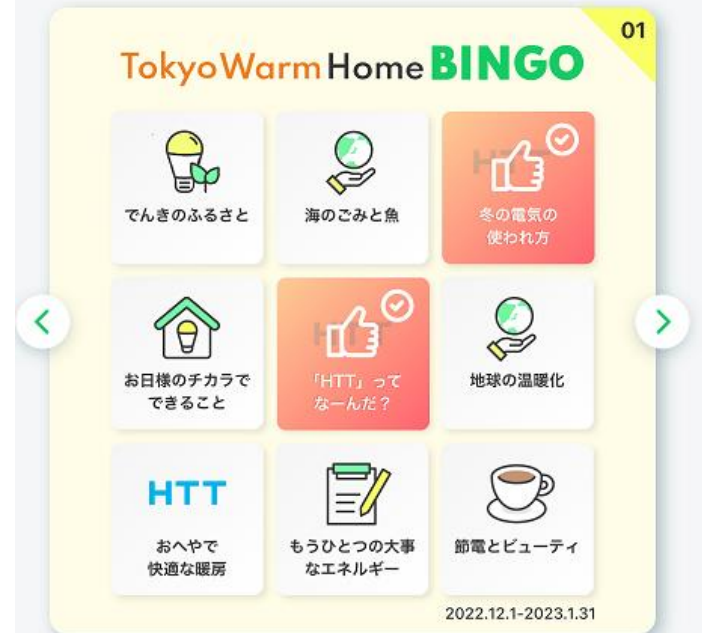 01
Tokyo Warm Home BINGO
でんきのふるさと
海のごみと魚
HTT
冬の電気の
使われ方
お日様のチカラで
できること
HTT
「HTT」って
なーんだ？
地球の温暖化
HTT
おへやで
快適な暖房
もうひとつの大事
なエネルギー
節電とビューティ
2022.12.1-2023.1.31